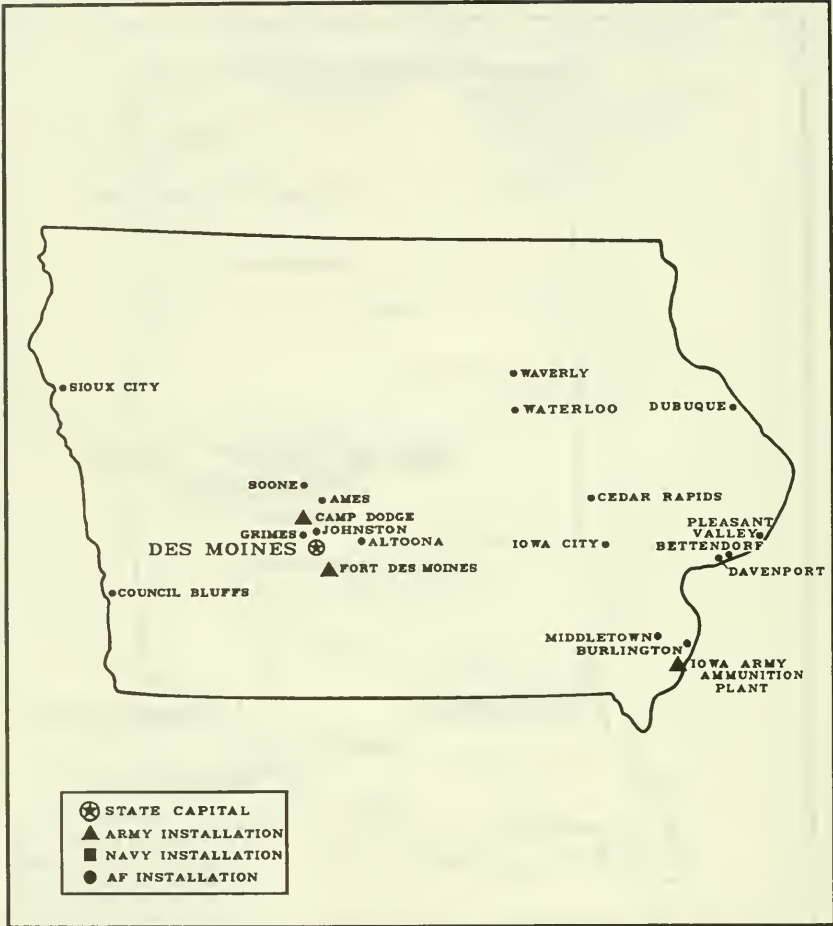 WAVERLY
SIOUX CITY
WATERLOO
DUBUQUE
BOONE
AMES
CEDAR RAPIDS
CAMP DODGE
PLEASANT
VALLEY
GRIMES
JOHNSTON
ALTOONA
IOWA CITY
BETTENDORF
DES MOINES
FORT DES MOINES
DAVENPORT
COUNCIL BLUFFS
MIDDLETOWN
BURLINGTON
IOWA ARMY
AMMUNITION
PLANT
STATE CAPITAL
ARMY INSTALLATION
NAVY INSTALLATION
AF INSTALLATION